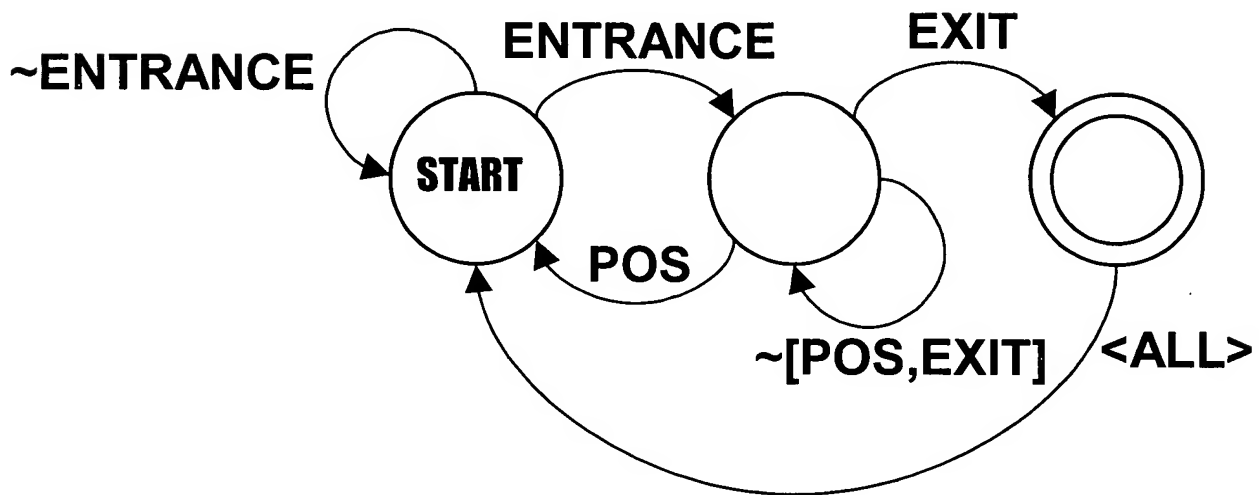 EXIT
ENTRANCE
~ENTRANCE
START
POS
~[POS,EXIT]
<ALL>